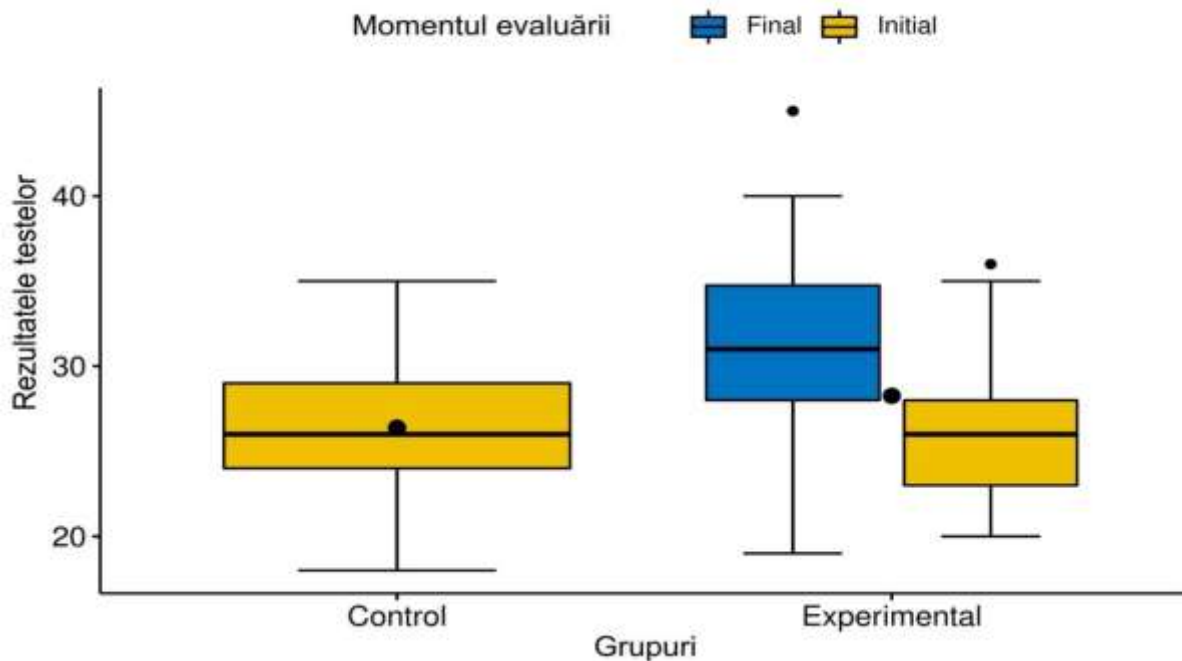 Momentul evaluării Final Initial
Rezultatele testelor
40
30
20
Control Experimental
Grupuri